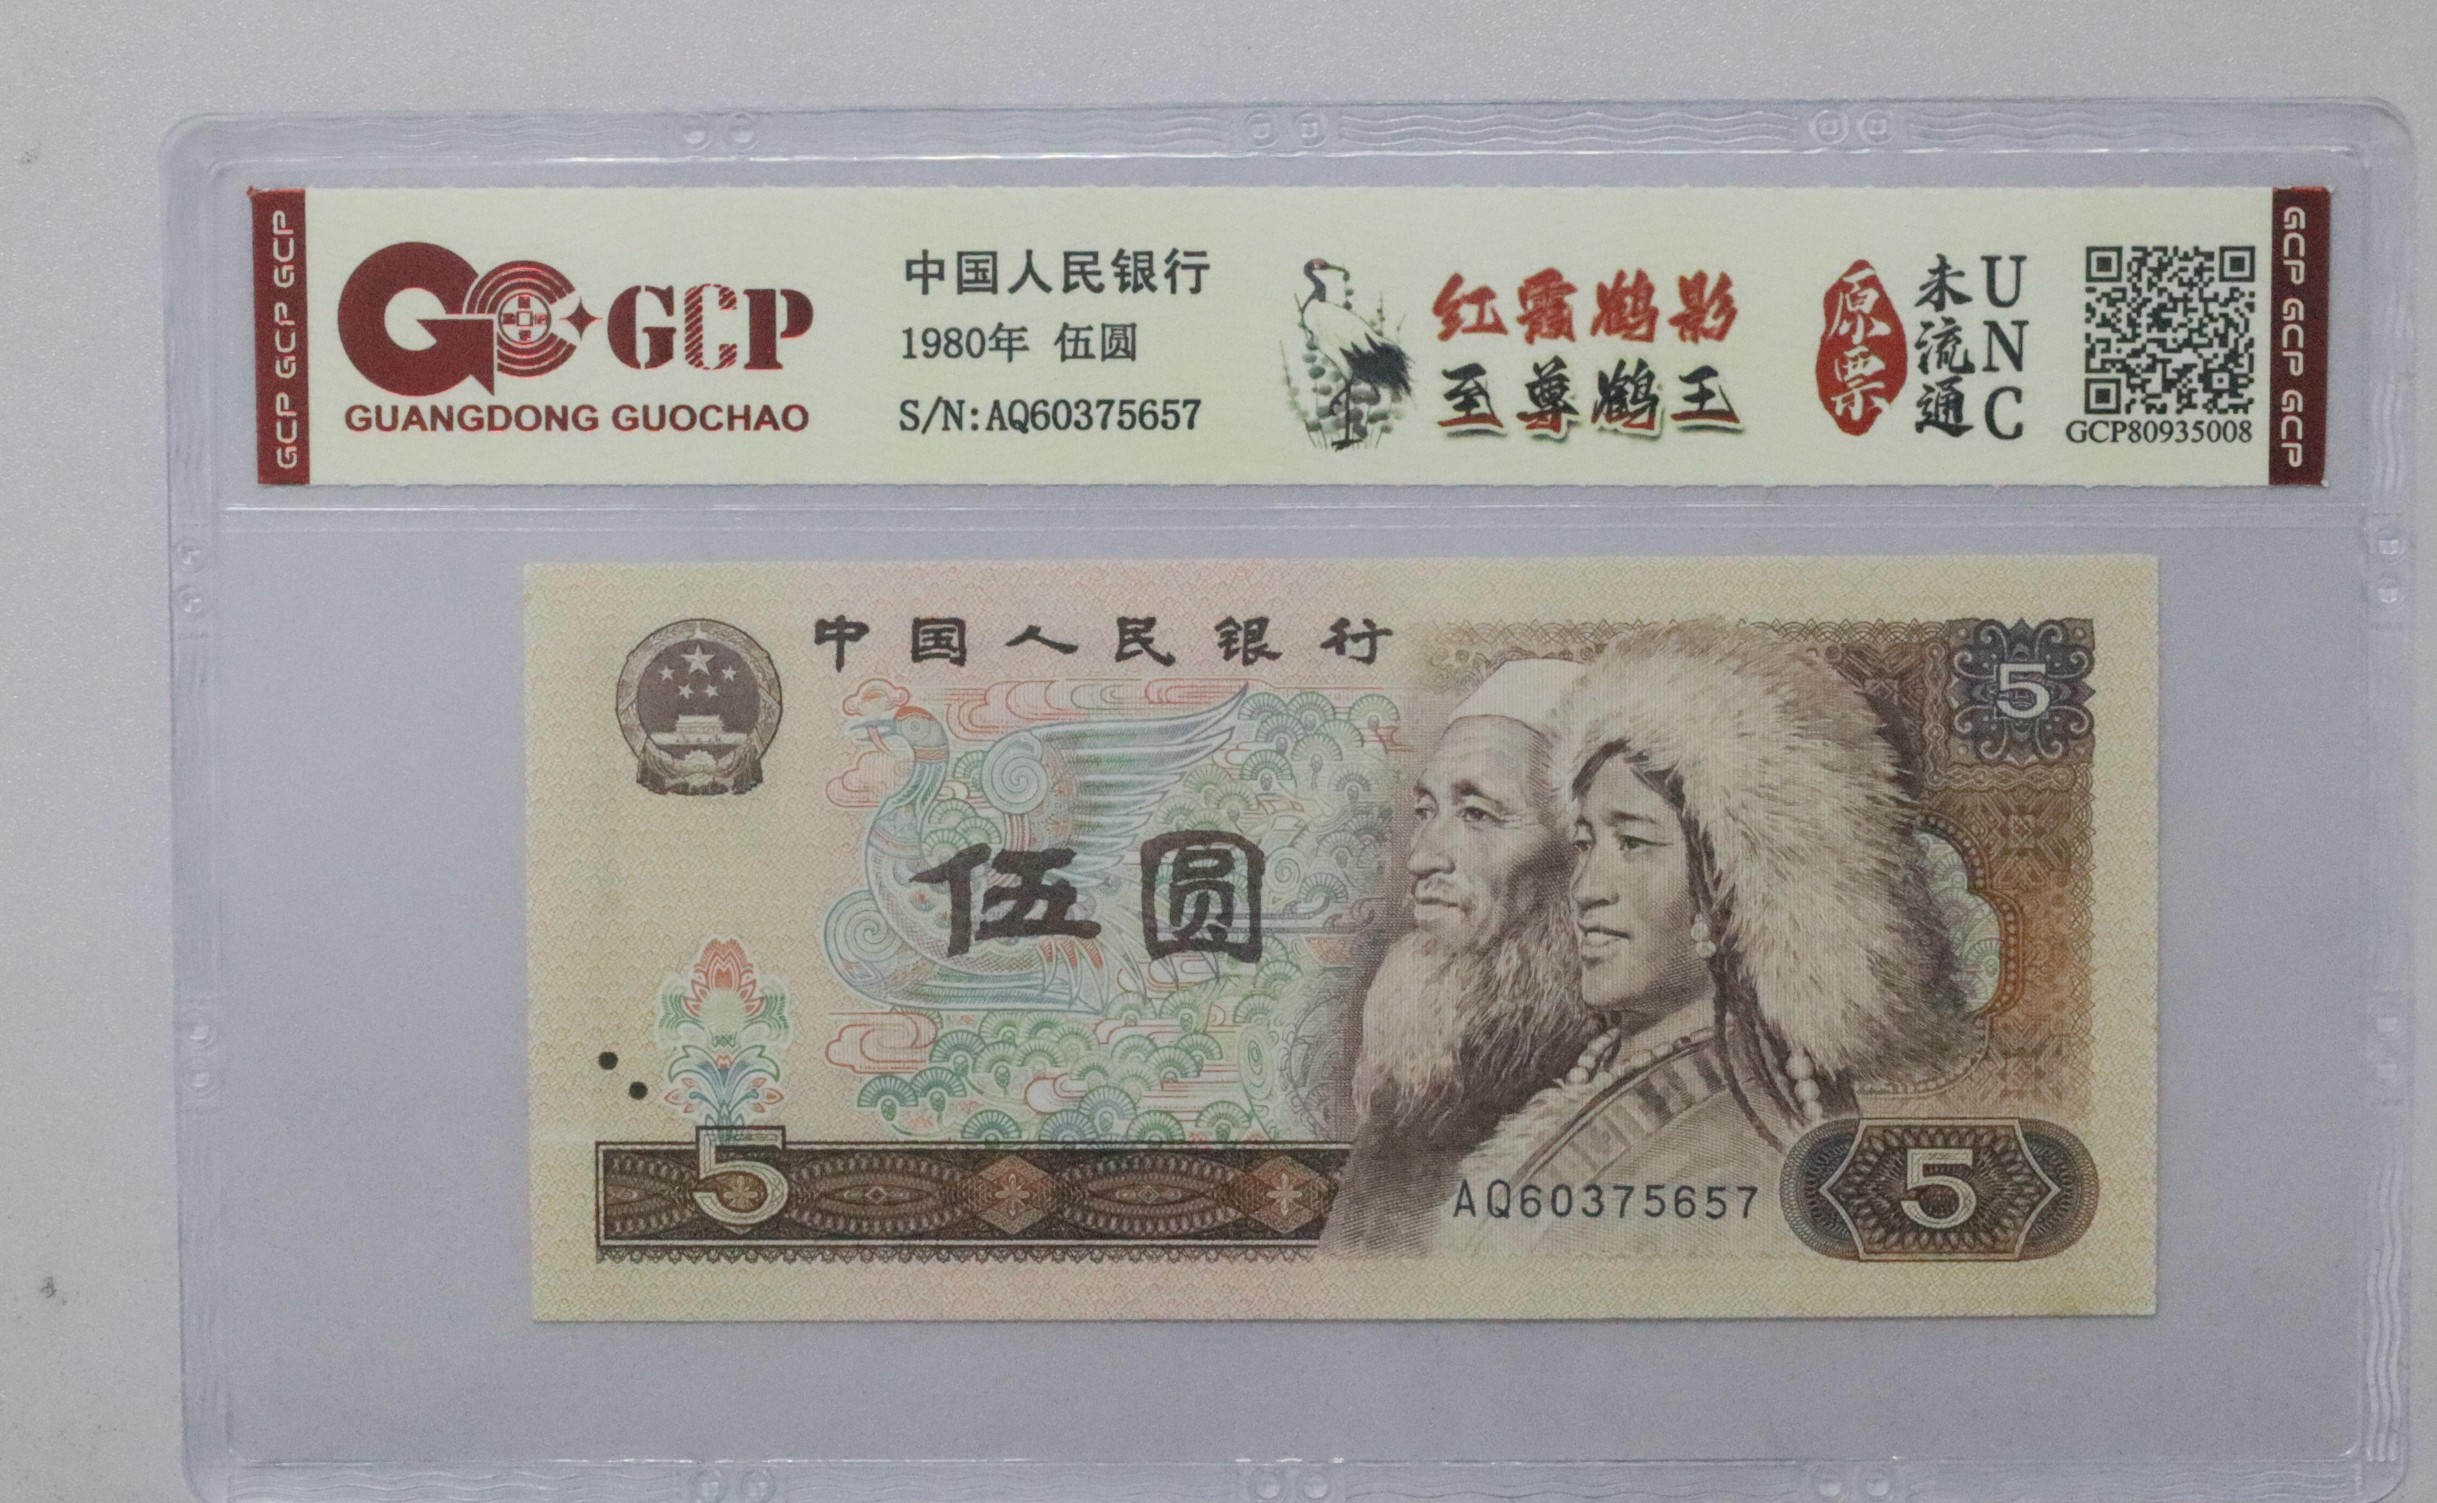 GCP GCP GCP
GCP
GUANGDONG GUOCHAO
中国人民银行
1980年 伍圆
S/N:AQ60375657
红霞鹤影
至尊鹤王
原票
未流通
UNC
GCP80935008
GCP GCP GCP
中国人民银行
5
伍圆
5
AQ60375657
5